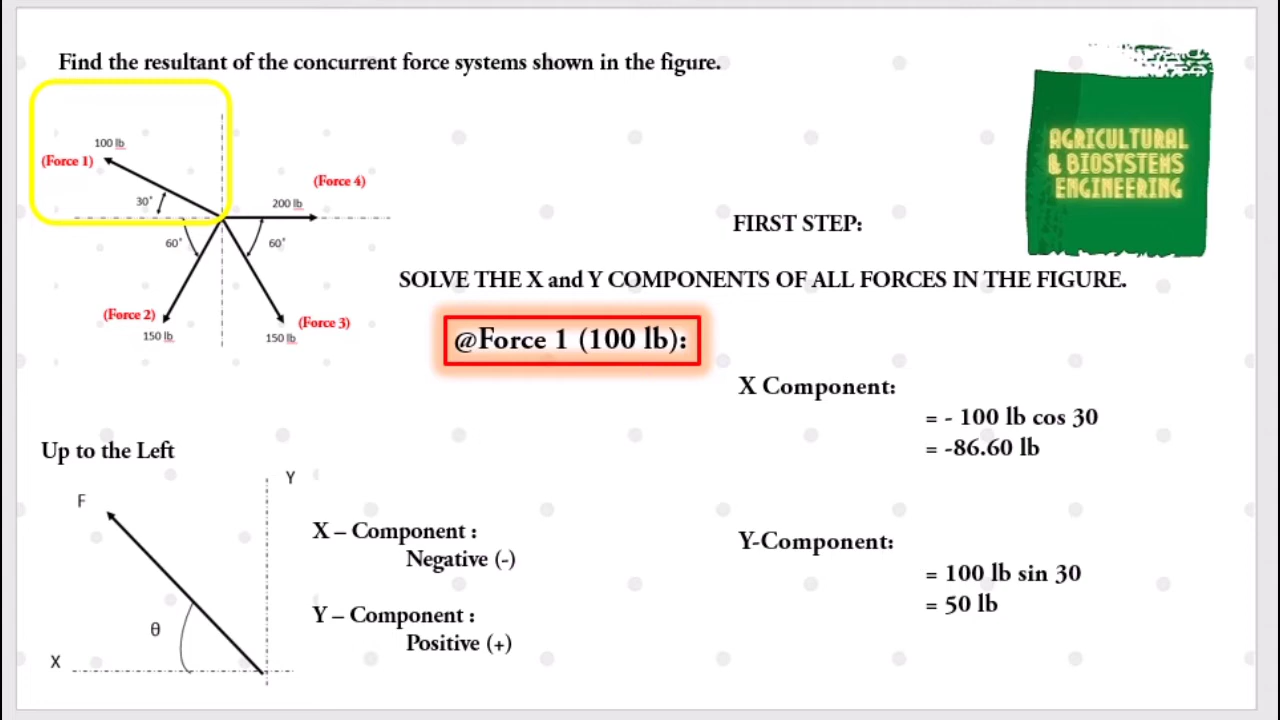 Find the resultant of the concurrent force systems shown in the figure.
AGRICULTURAL
& BIOSYSTEMS
ENGINEERING
100 lb
(Force 1)
(Force 4)
30°
200 lb
60°
60°
(Force 2)
(Force 3)
150 lb
150 lb
FIRST STEP:
SOLVE THE X and Y COMPONENTS OF ALL FORCES IN THE FIGURE.
@Force 1 (100 lb):
X Component:
= - 100 lb cos 30
= -86.60 lb
Up to the Left
Y
F
θ
X
X – Component :
Negative (-)
Y – Component :
Positive (+)
Y-Component:
= 100 lb sin 30
= 50 lb